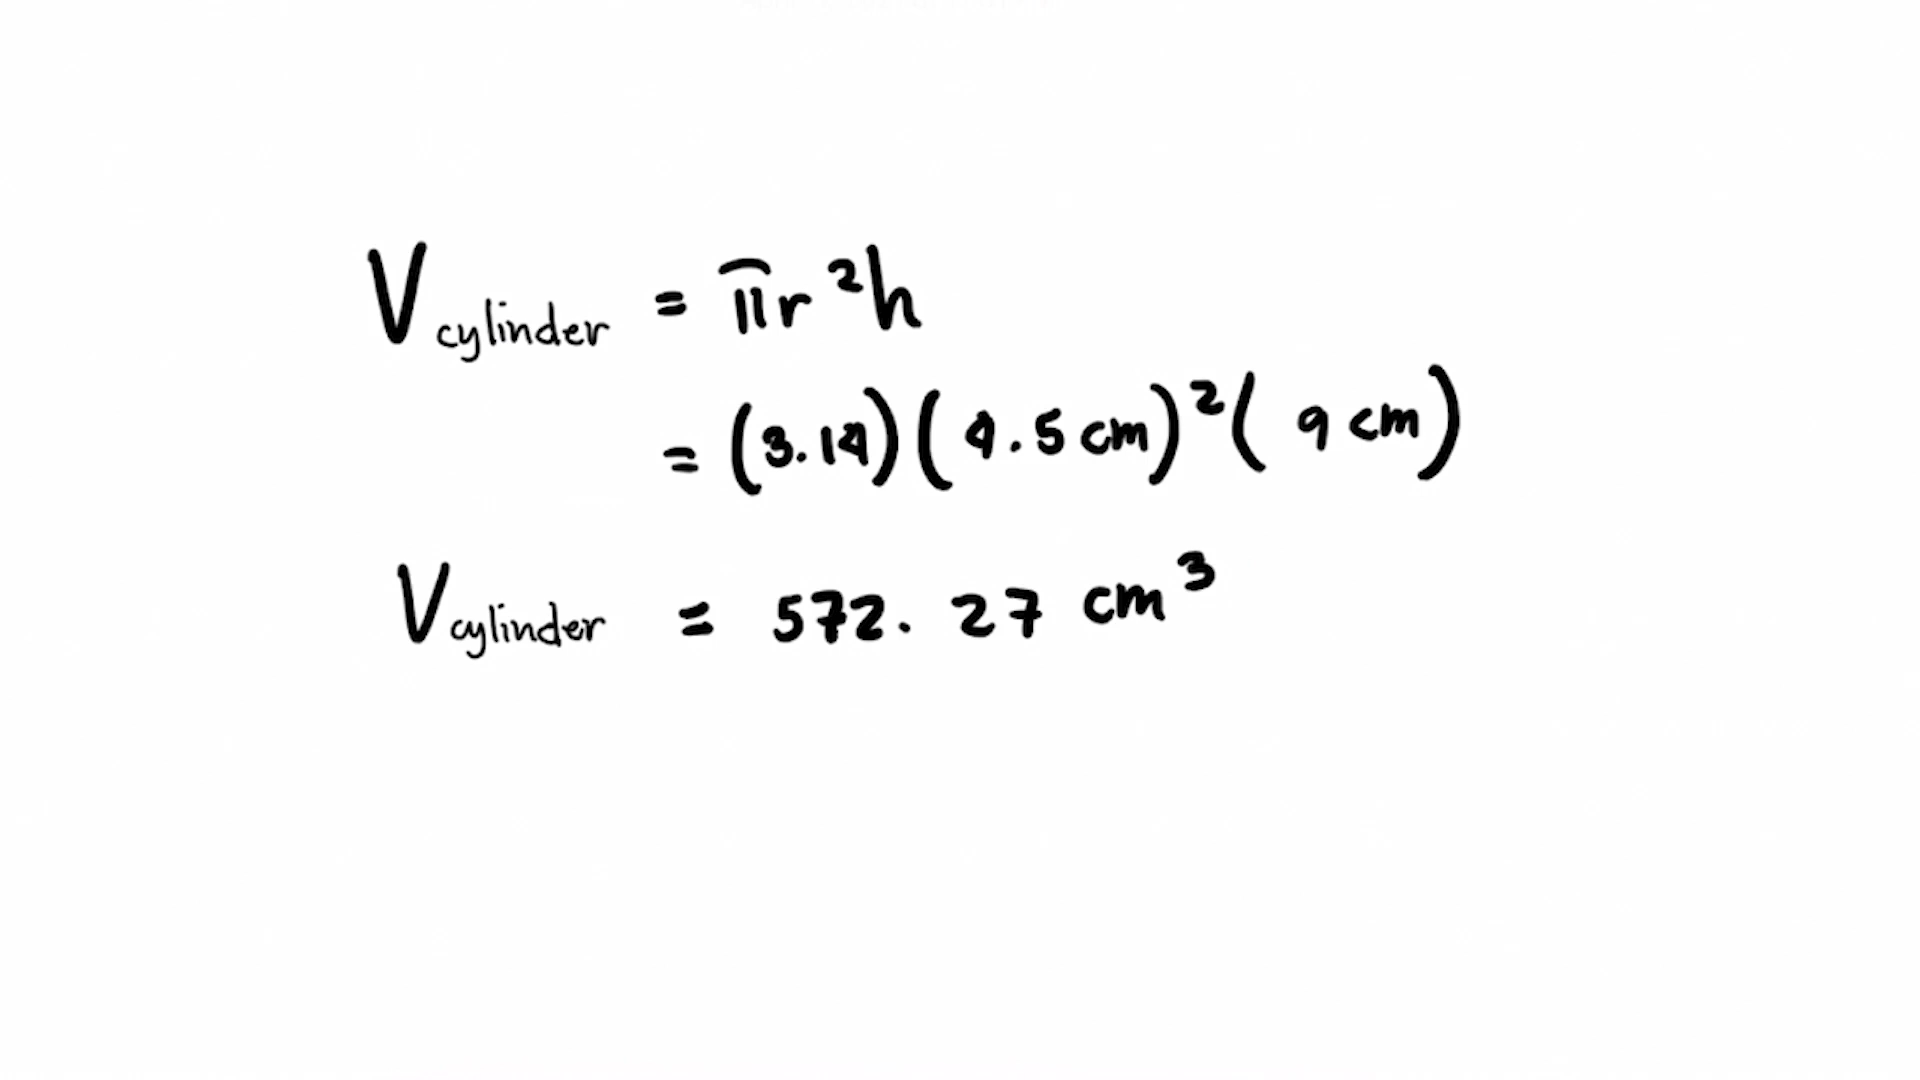 V cylinder = πr²h
= (3.14)(4.5 cm)²( 9 cm)
V cylinder = 572. 27 cm³